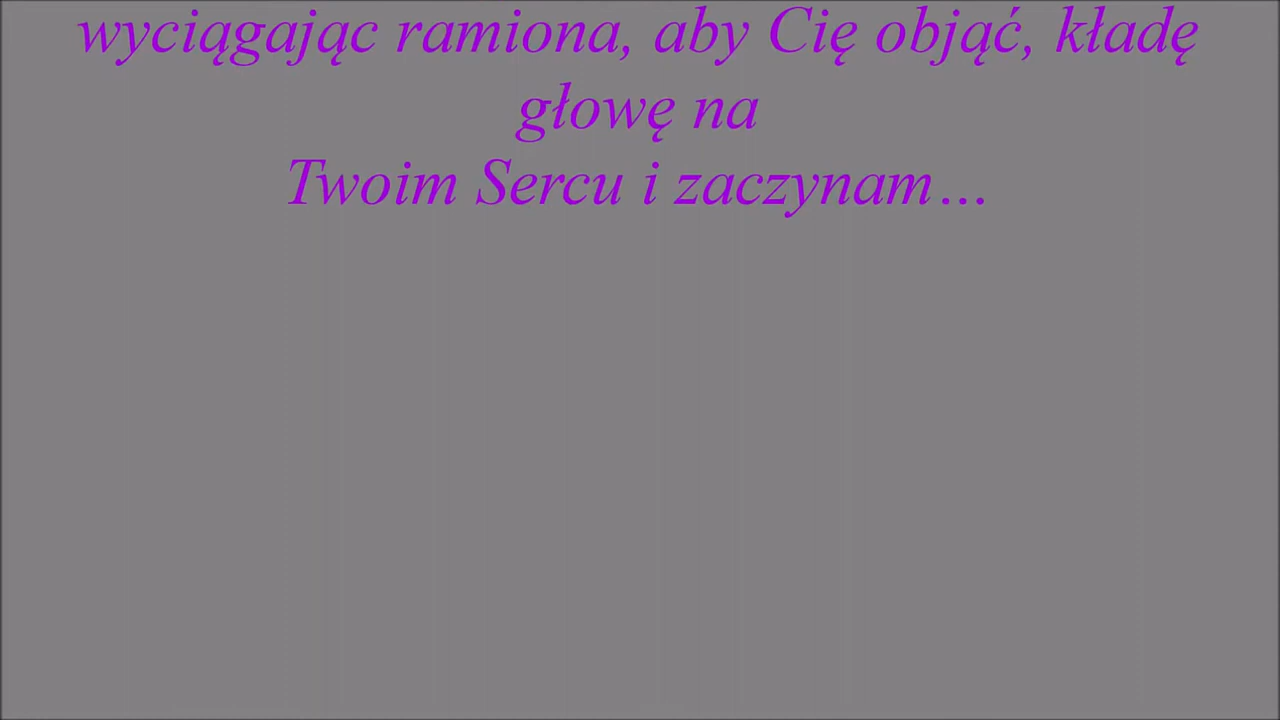 wyciągając ramiona, aby Cię objąć, kładę
głowę na
Twoim Sercu i zaczynam…